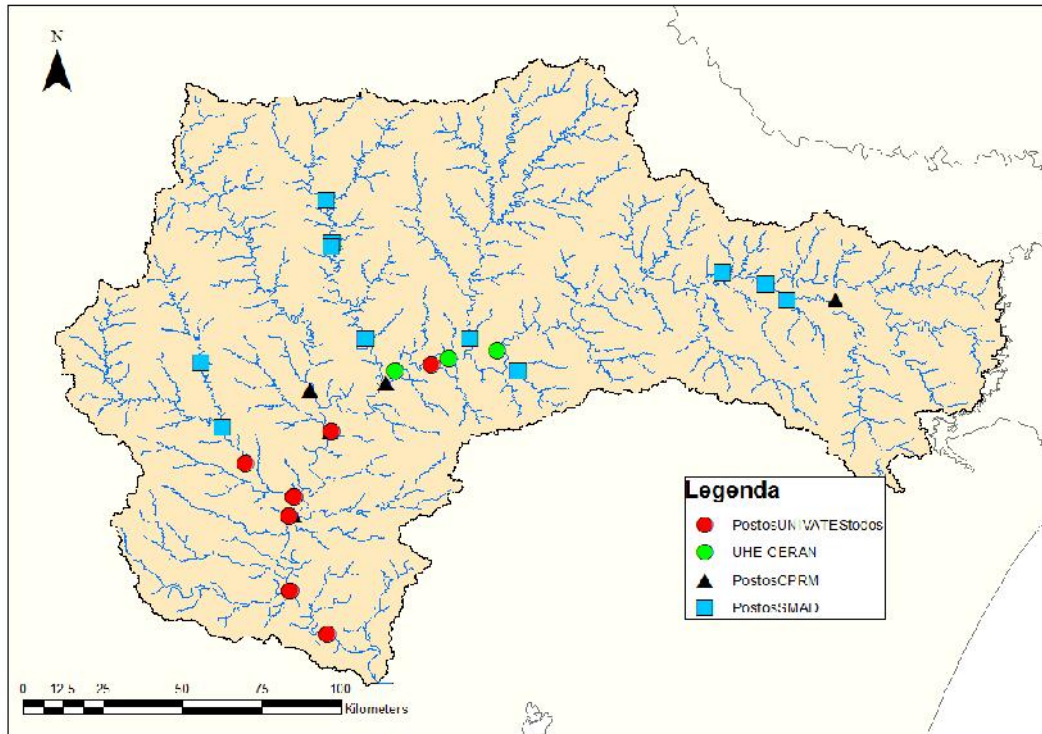 N
Legenda
PostosUNIVATEStodos
UHE CERAN
PostosCPRM
PostosSMAD
0 12.5 25 50 75 100
Kilometers